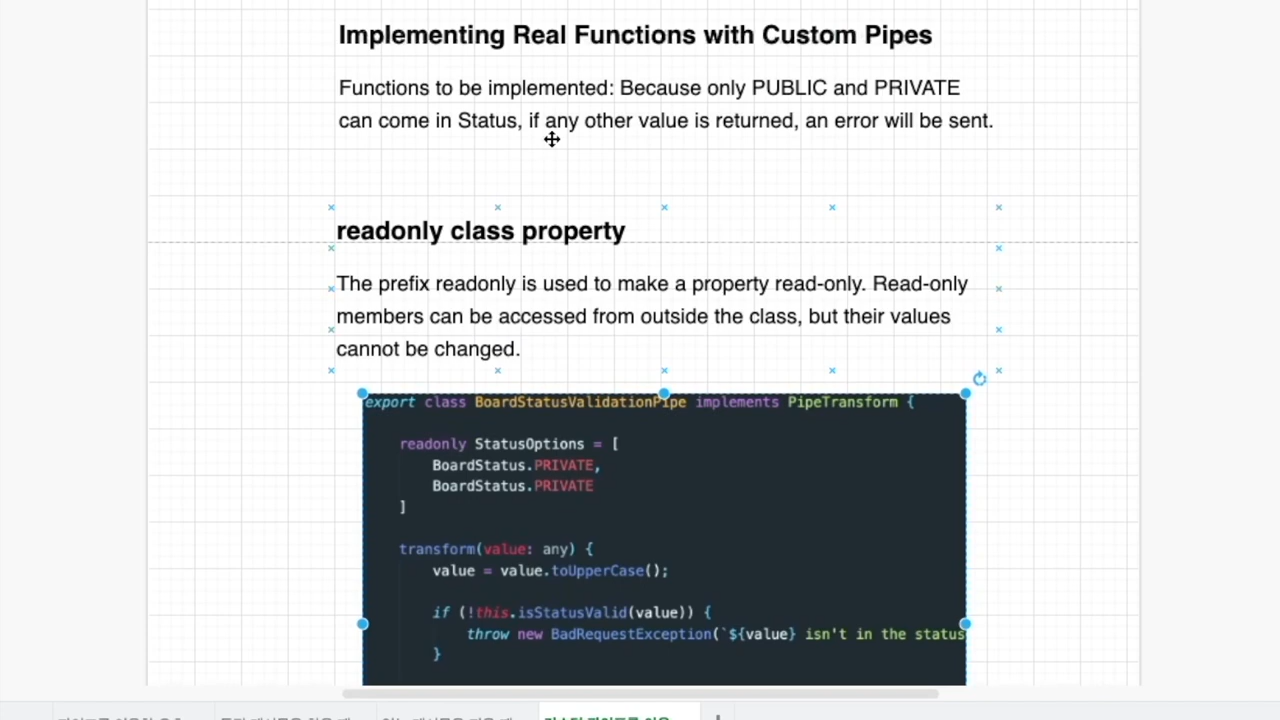 Implementing Real Functions with Custom Pipes
Functions to be implemented: Because only PUBLIC and PRIVATE
can come in Status, if any other value is returned, an error will be sent.
readonly class property
The prefix readonly is used to make a property read-only. Read-only
members can be accessed from outside the class, but their values
cannot be changed.
export class BoardStatusValidationPipe implements PipeTransform {
readonly StatusOptions = [
BoardStatus.PRIVATE,
BoardStatus.PRIVATE
]
transform(value: any) {
value = value.toUpperCase();
if (!this.isStatusValid(value)) {
throw new BadRequestException(`${value} isn't in the status
}